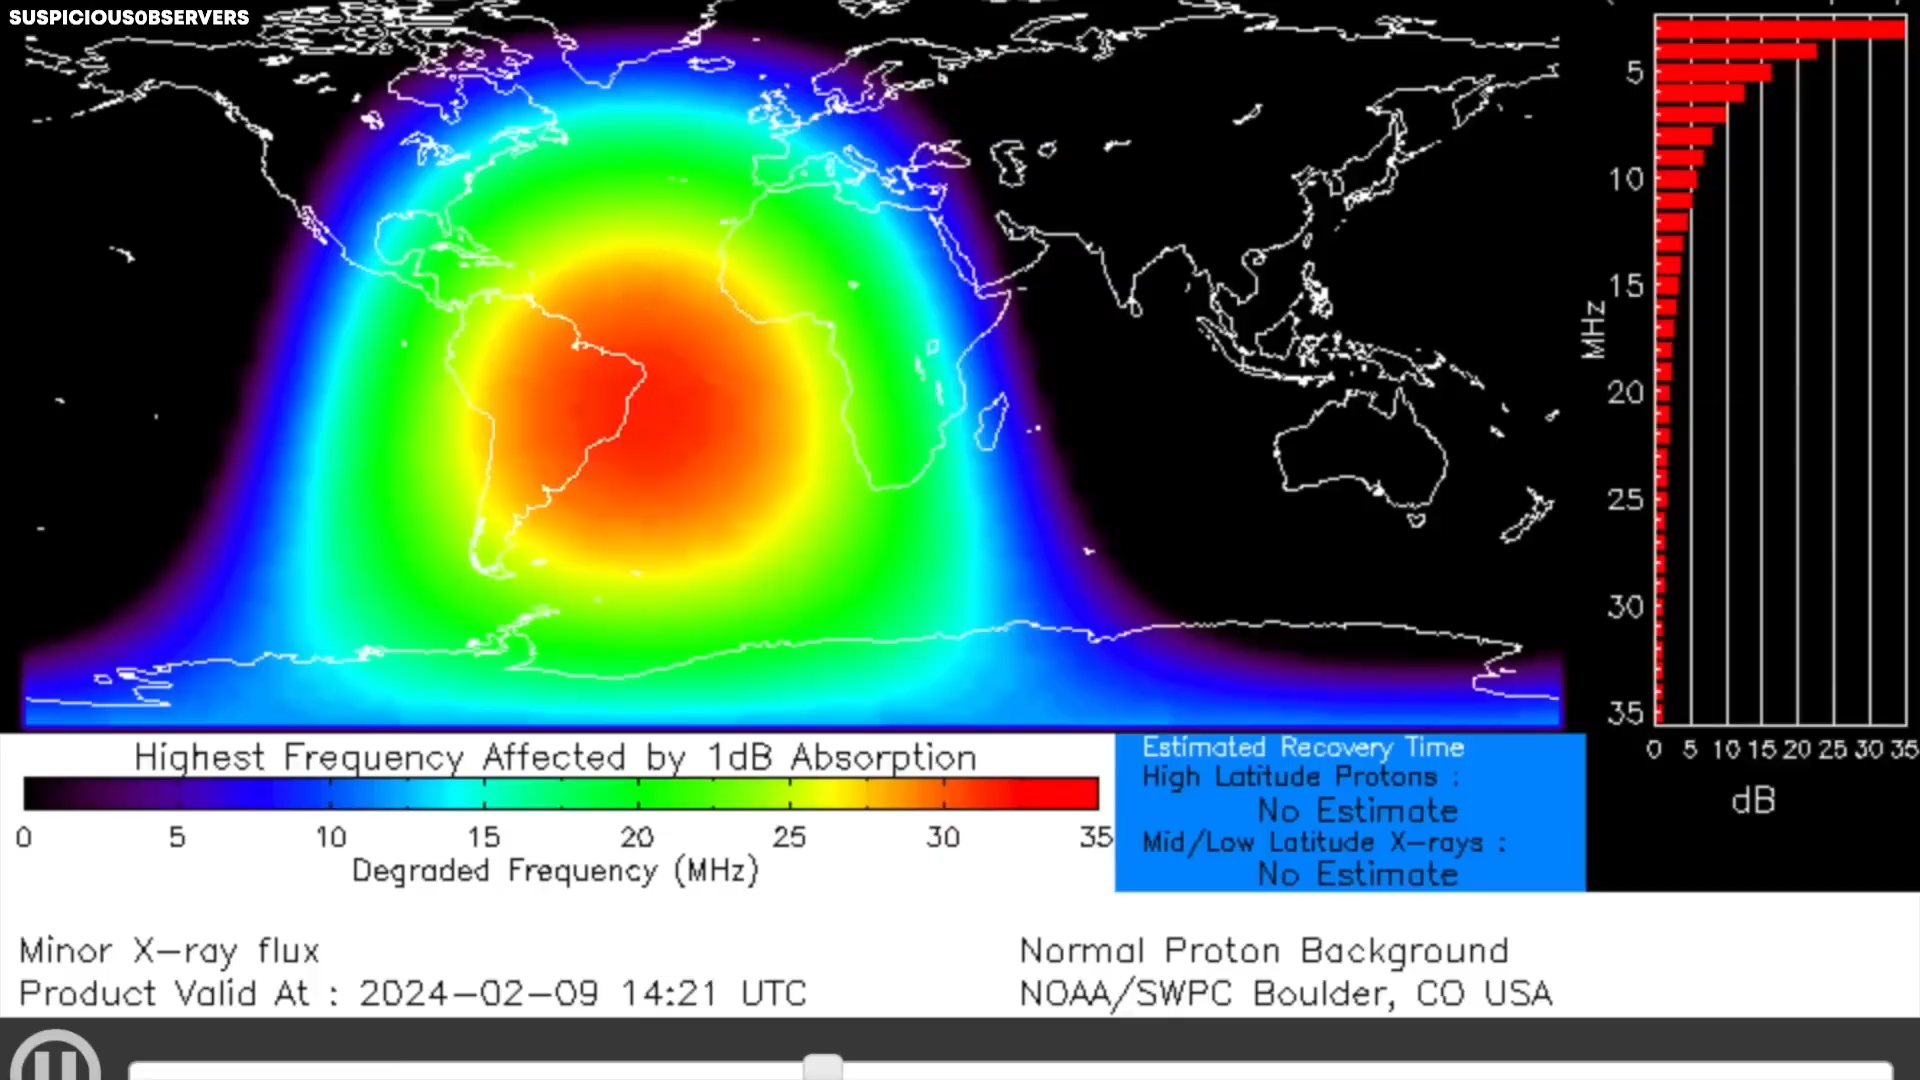 SUSPICIOUS0BSERVERS
5
10
15
20
25
30
35
MHz
0 5 10 15 20 25 30 35
dB
Highest Frequency Affected by 1dB Absorption
0 5 10 15 20 25 30 35
Degraded Frequency (MHz)
Estimated Recovery Time
High Latitude Protons :
No Estimate
Mid/Low Latitude X-rays :
No Estimate
Minor X-ray flux
Normal Proton Background
Product Valid At : 2024-02-09 14:21 UTC
NOAA/SWPC Boulder, CO USA